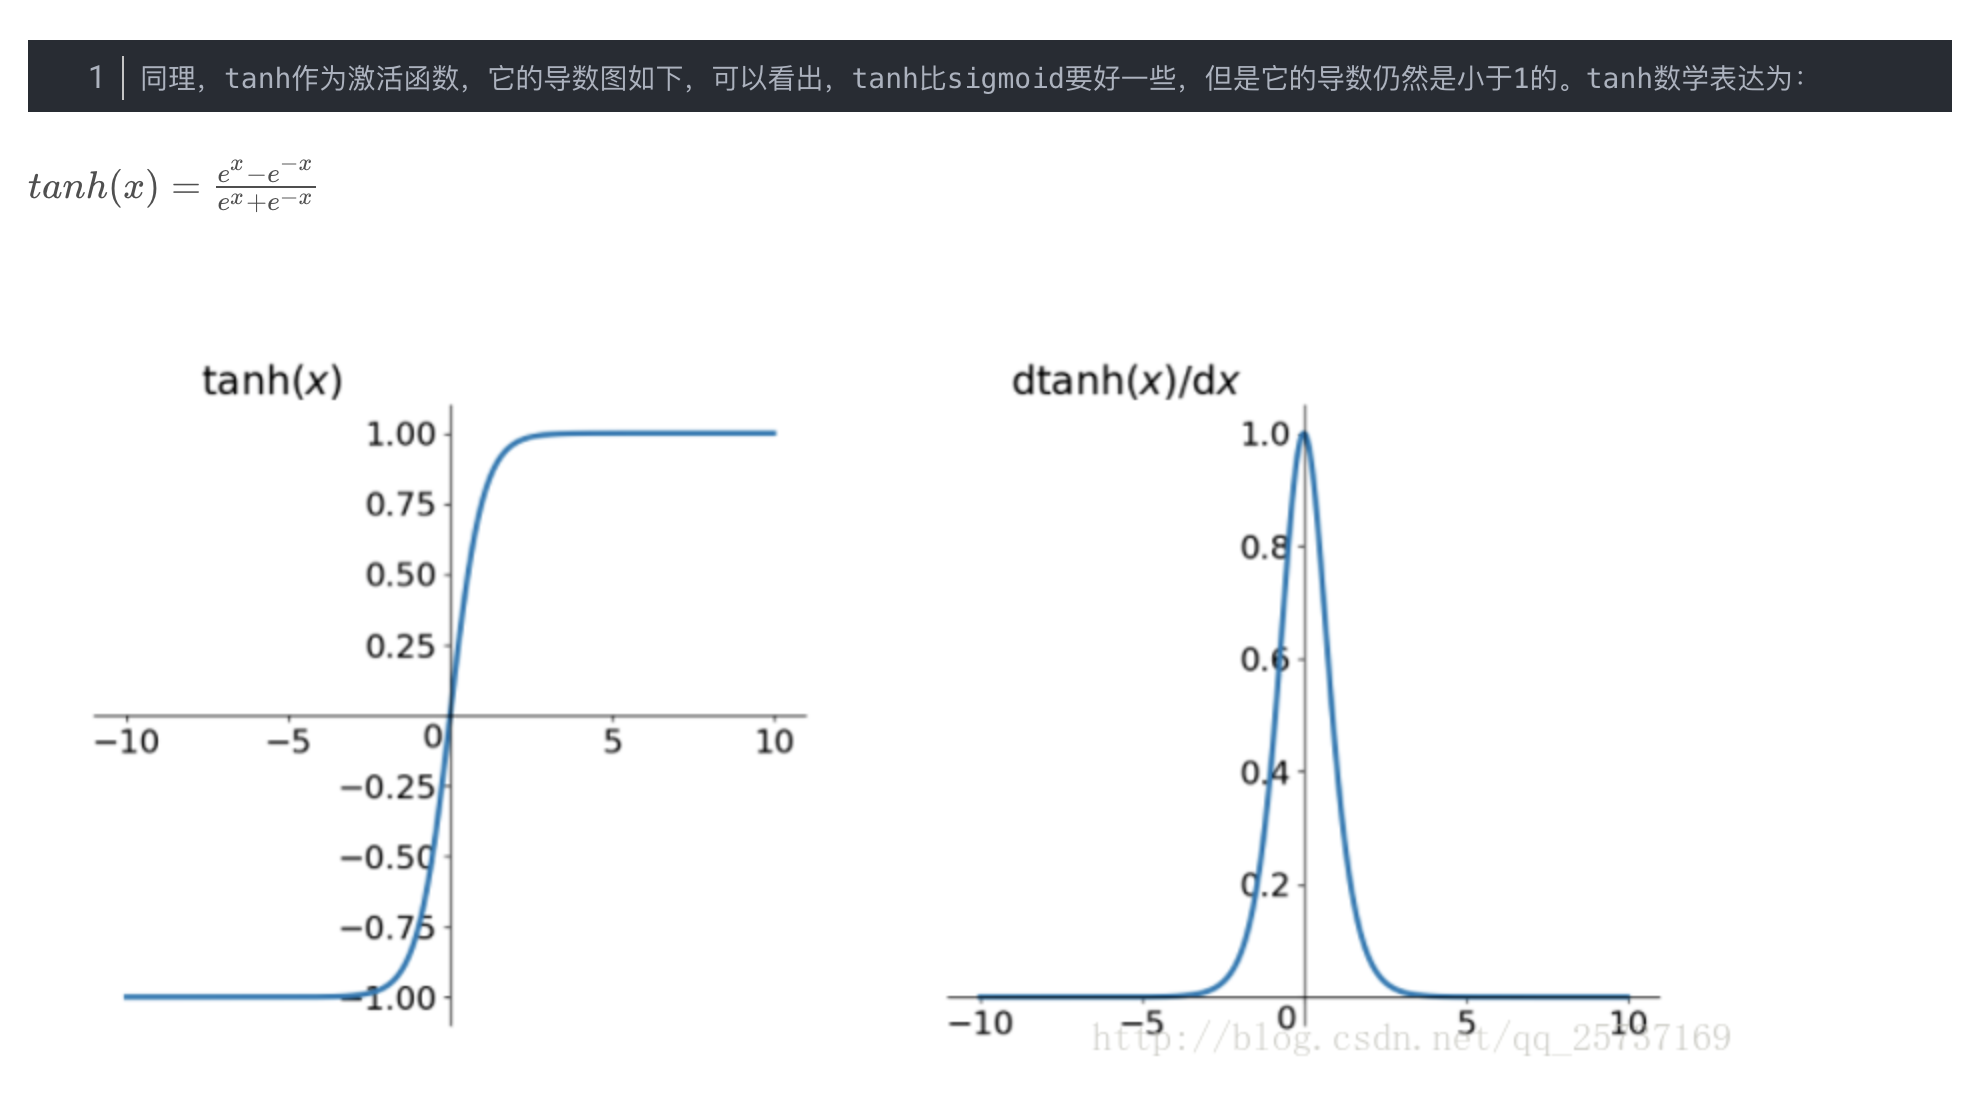 1 同理，tanh作为激活函数，它的导数图如下，可以看出，tanh比sigmoid要好一些，但是它的导数仍然是小于1的。tanh数学表达为：
tanh(x) = \frac{e^x-e^{-x}}{e^x+e^{-x}}
tanh(x)
1.00
0.75
0.50
0.25
−10 −5 0 5 10
−0.25
−0.50
−0.75
−1.00
dtanh(x)/dx
1.0
0.8
0.6
0.4
0.2
−10 −5 0 5 10
http://blog.csdn.net/qq_25737169